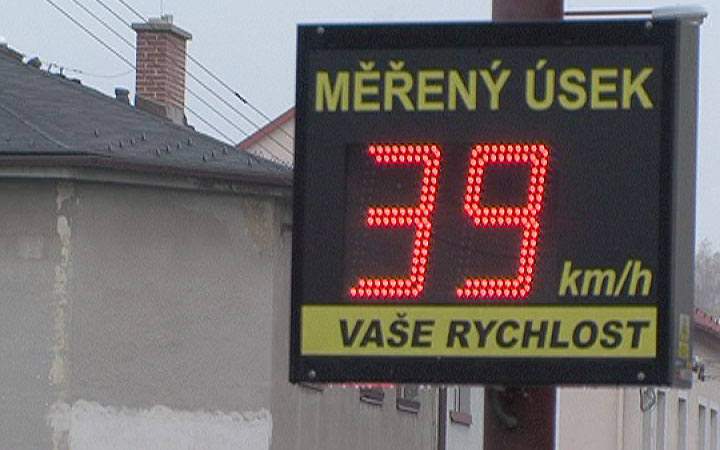 MĚŘENÝ ÚSEK
39
km/h
VAŠE RYCHLOST